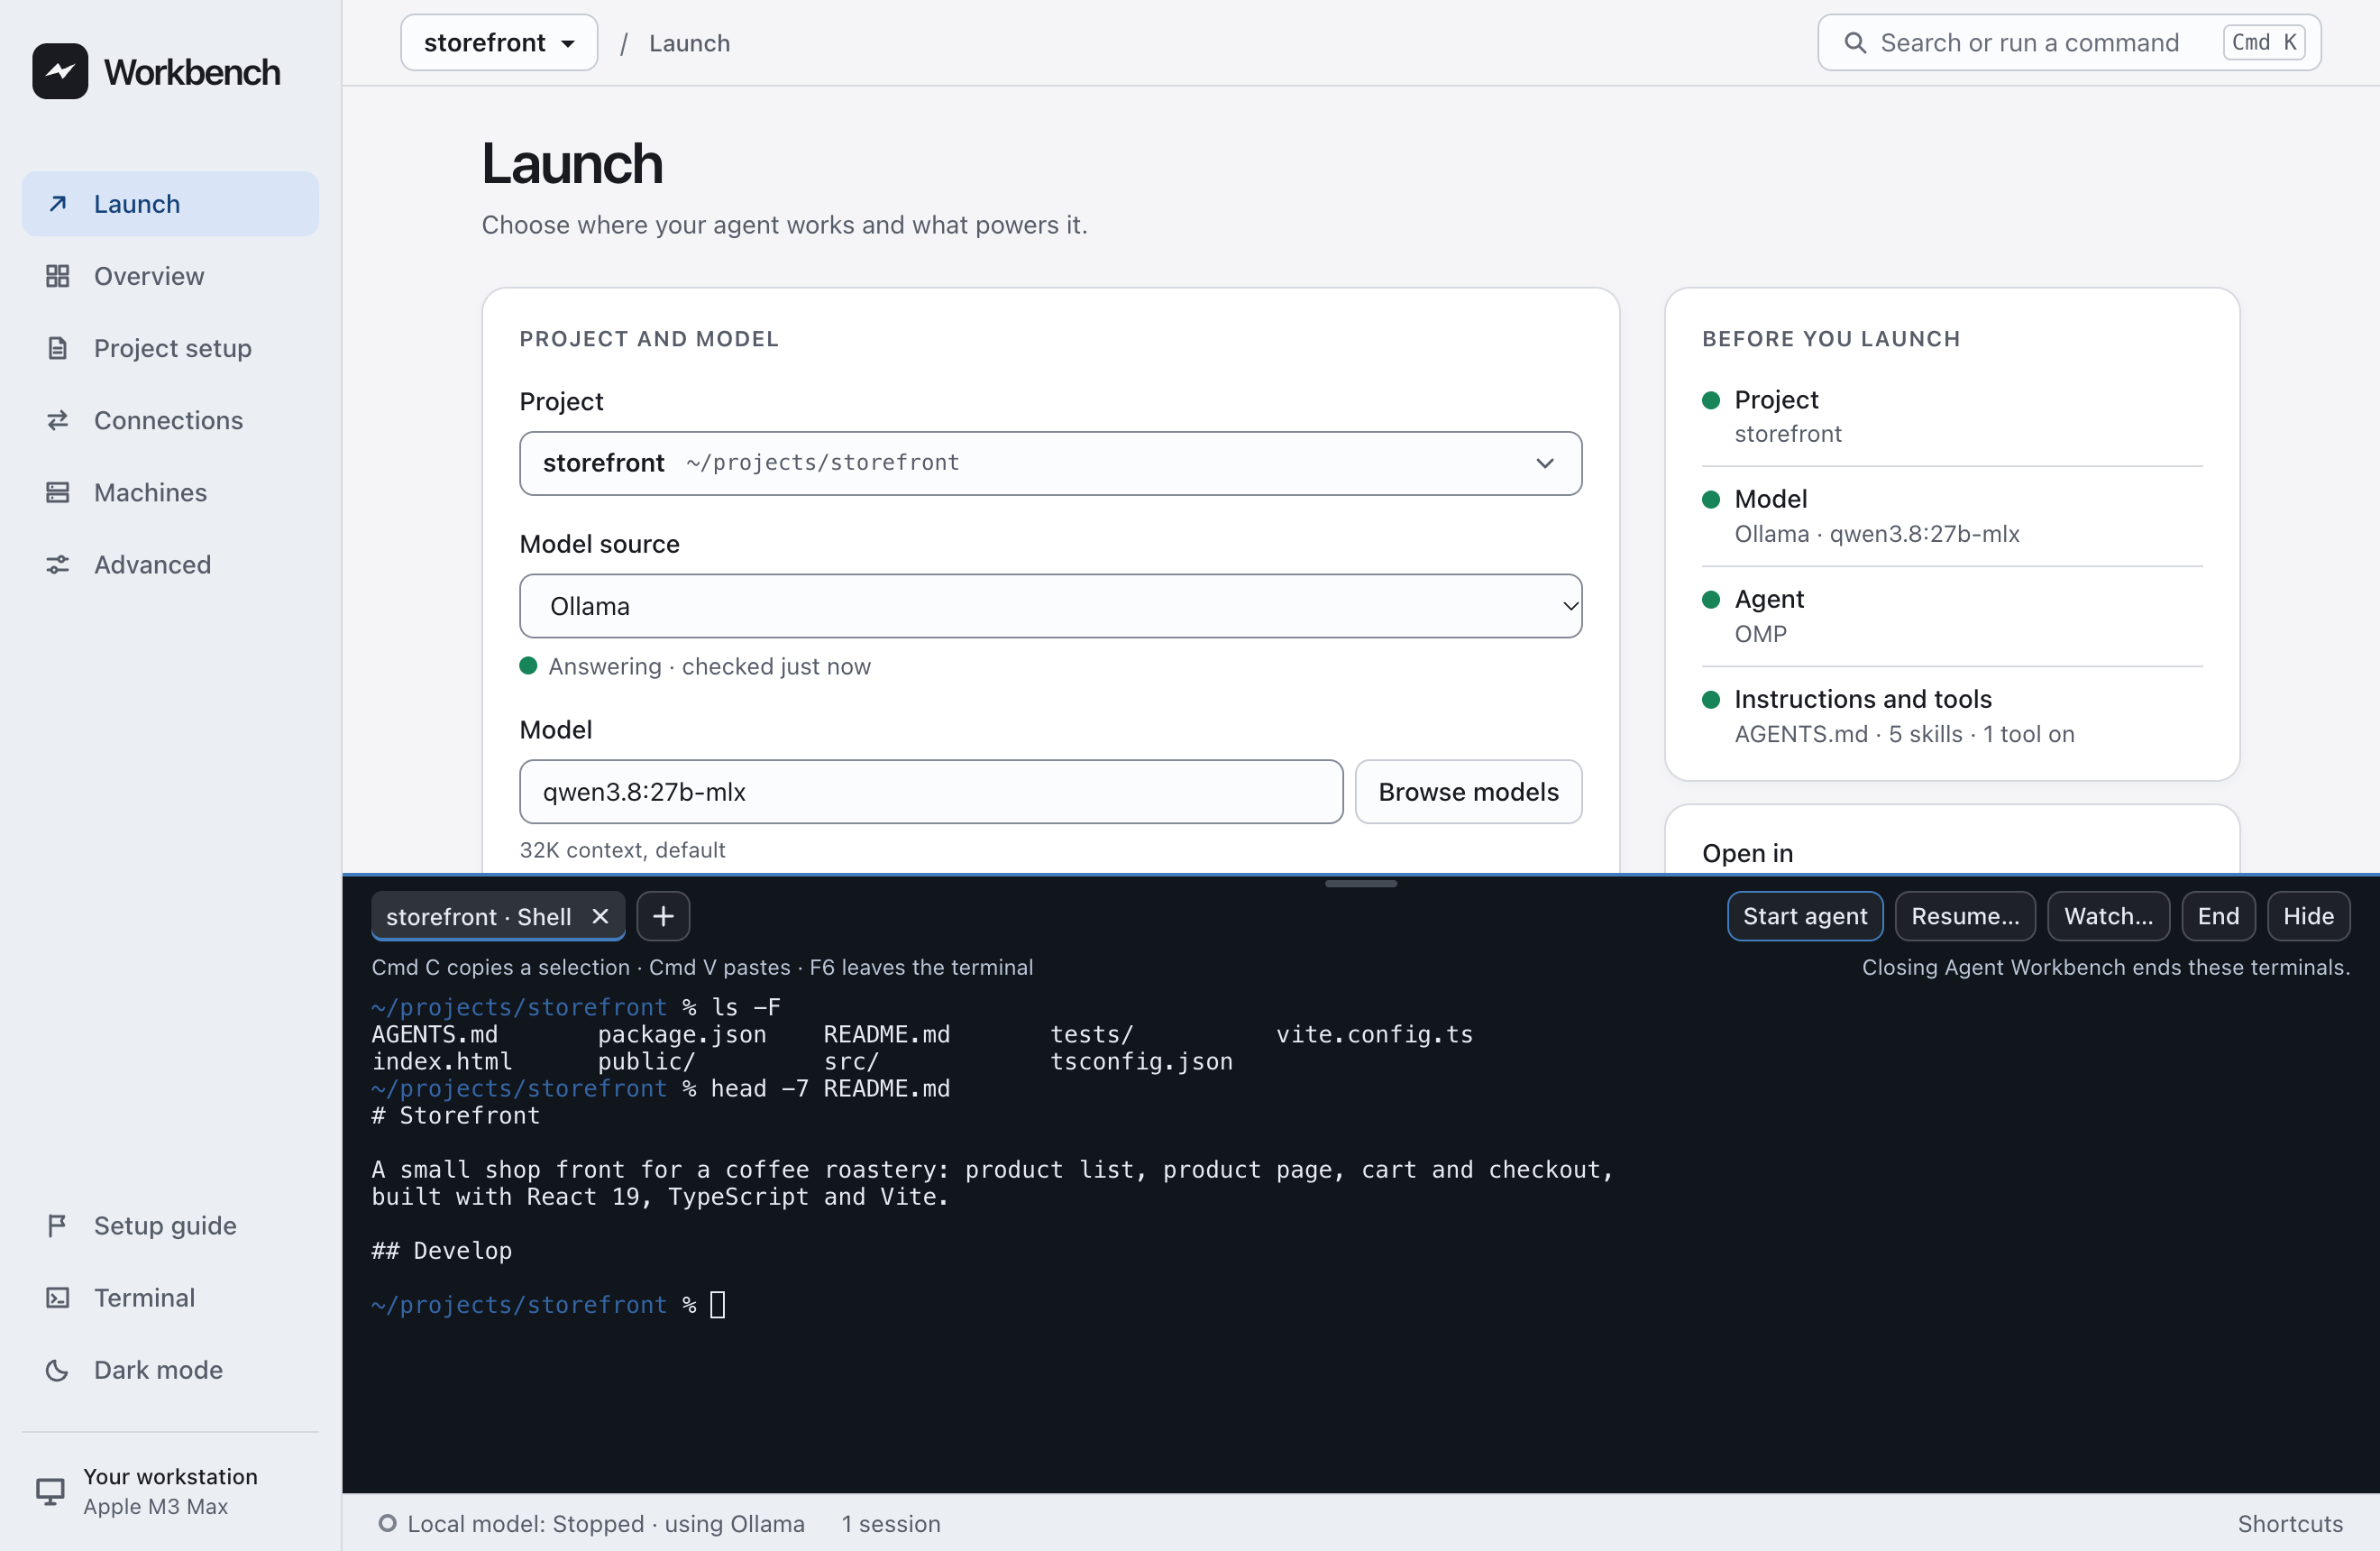 Workbench
Launch
Overview
Project setup
Connections
Machines
Advanced
Setup guide
Terminal
Dark mode
Your workstation
Apple M3 Max
storefront / Launch
Search or run a command Cmd K
Launch
Choose where your agent works and what powers it.
PROJECT AND MODEL
Project
storefront ~/projects/storefront
Model source
Ollama
Answering · checked just now
Model
qwen3.8:27b-mlx Browse models
32K context, default
BEFORE YOU LAUNCH
Project
storefront
Model
Ollama · qwen3.8:27b-mlx
Agent
OMP
Instructions and tools
AGENTS.md · 5 skills · 1 tool on
Open in
storefront · Shell × + Start agent Resume... Watch... End Hide
Cmd C copies a selection · Cmd V pastes · F6 leaves the terminal Closing Agent Workbench ends these terminals.
~/projects/storefront % ls -F
AGENTS.md package.json README.md tests/ vite.config.ts
index.html public/ src/ tsconfig.json
~/projects/storefront % head -7 README.md
# Storefront
A small shop front for a coffee roastery: product list, product page, cart and checkout,
built with React 19, TypeScript and Vite.
## Develop
~/projects/storefront %
Local model: Stopped · using Ollama 1 session Shortcuts